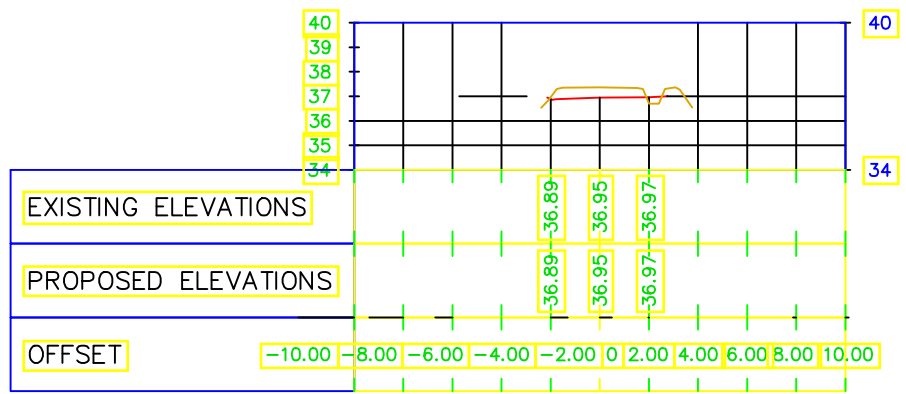 40 40
39
38
37
36
35
34 34
EXISTING ELEVATIONS 36.89 36.95 36.97
PROPOSED ELEVATIONS 36.89 36.95 36.97
OFFSET -10.00 -8.00 -6.00 -4.00 -2.00 0 2.00 4.00 6.00 8.00 10.00